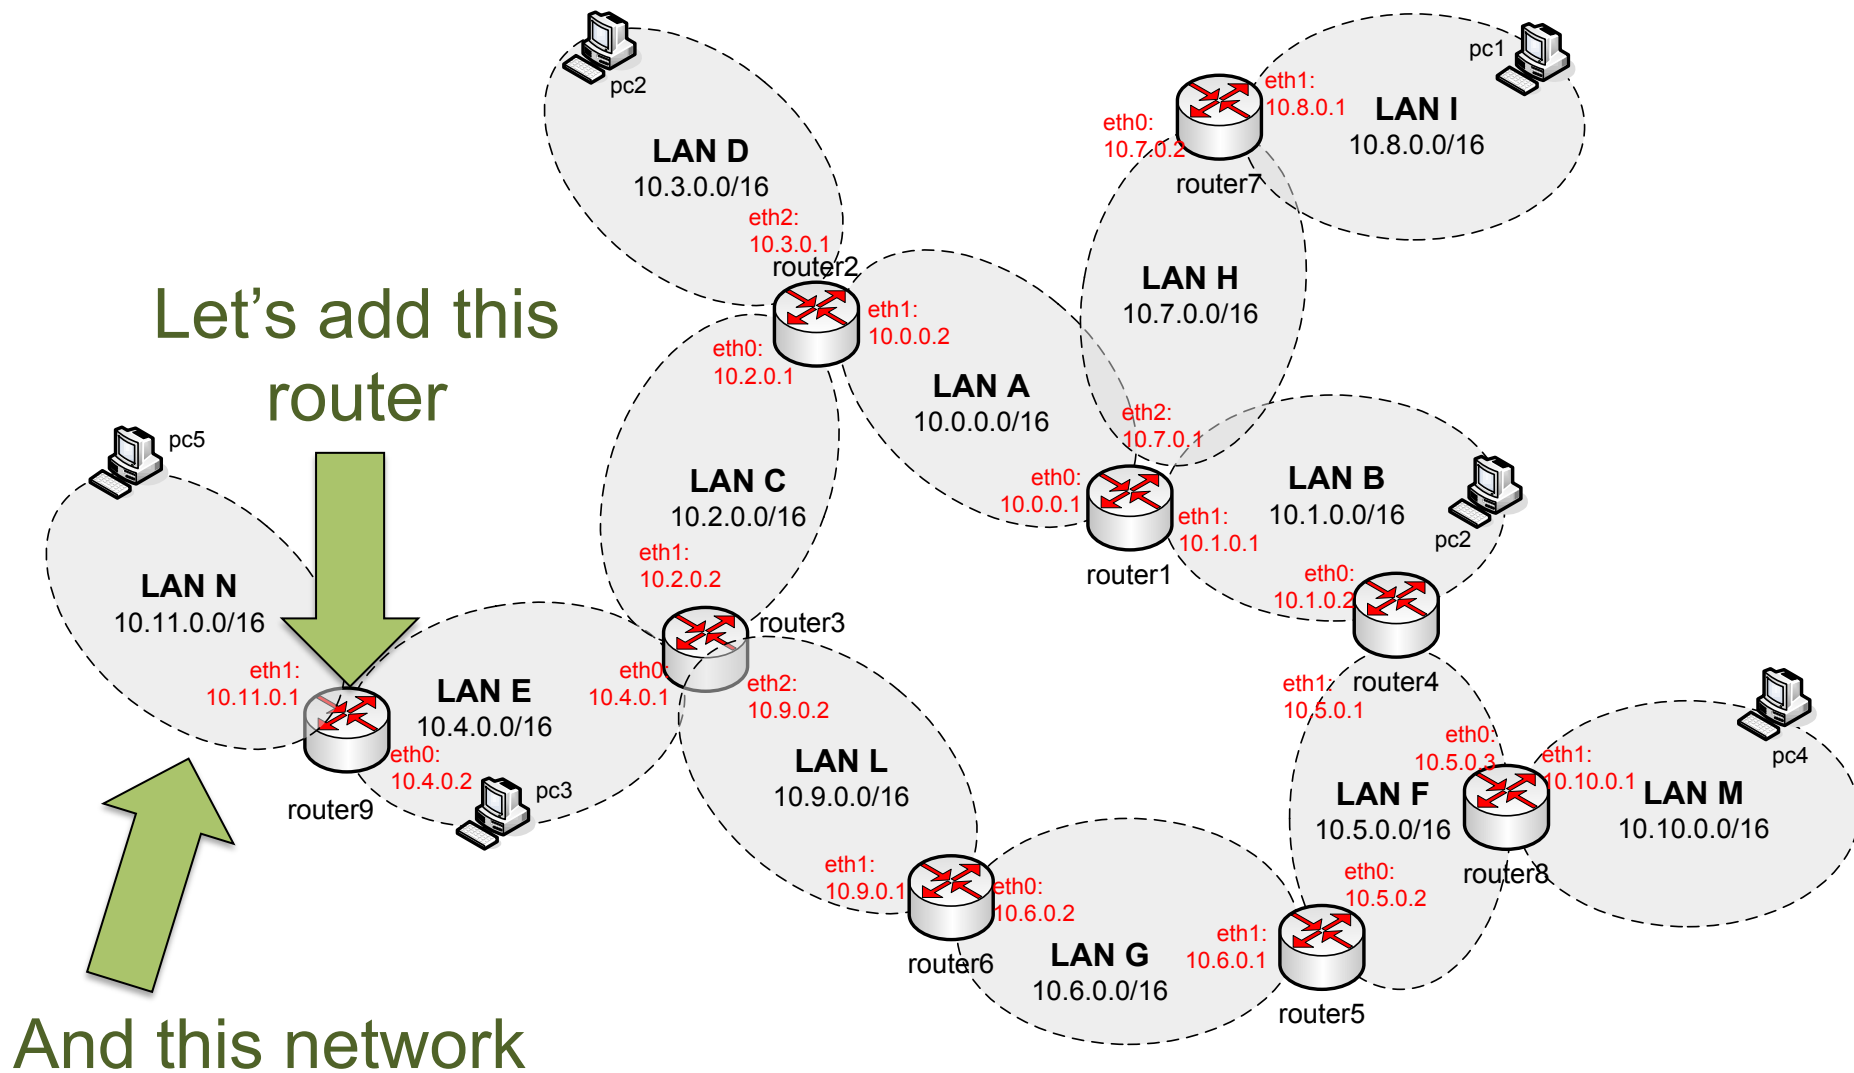 pc2
LAN D
10.3.0.0/16
eth2:
10.3.0.1
router2
pc1
eth1:
10.8.0.1
LAN I
10.8.0.0/16
eth0:
10.7.0.2
router7
LAN H
10.7.0.0/16
Let’s add this
router
eth1:
10.0.0.2
eth0:
10.2.0.1
LAN A
10.0.0.0/16
eth2:
10.7.0.1
eth0:
10.0.0.1
eth1:
10.1.0.1
router1
LAN B
10.1.0.0/16
pc2
eth0:
10.1.0.2
pc5
LAN C
10.2.0.0/16
eth1:
10.2.0.2
router3
LAN N
10.11.0.0/16
eth1:
10.11.0.1
LAN E
10.4.0.0/16
eth0:
10.4.0.1
eth2:
10.9.0.2
eth0:
10.4.0.2
router9
pc3
LAN L
10.9.0.0/16
eth1:
10.5.0.1
router4
eth0:
10.5.0.3
eth1:
10.10.0.1
pc4
LAN F
10.5.0.0/16
LAN M
10.10.0.0/16
router8
eth1:
10.9.0.1
eth0:
10.6.0.2
router6
LAN G
10.6.0.0/16
eth0:
10.5.0.2
eth1:
10.6.0.1
router5
And this network